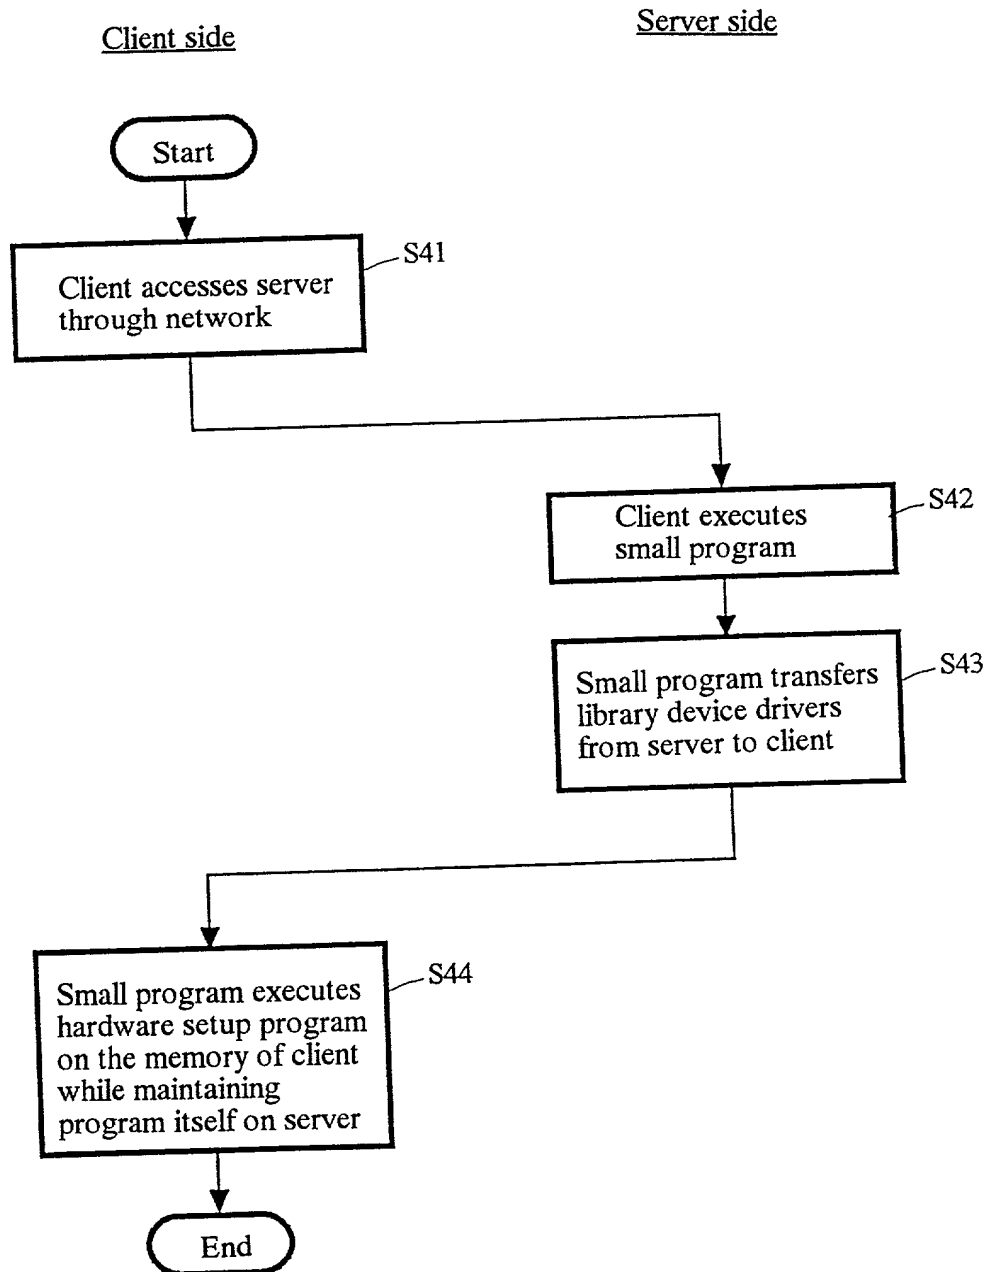 Client side
Server side
Start
S41
Client accesses server
through network
S42
Client executes
small program
S43
Small program transfers
library device drivers
from server to client
S44
Small program executes
hardware setup program
on the memory of client
while maintaining
program itself on server
End